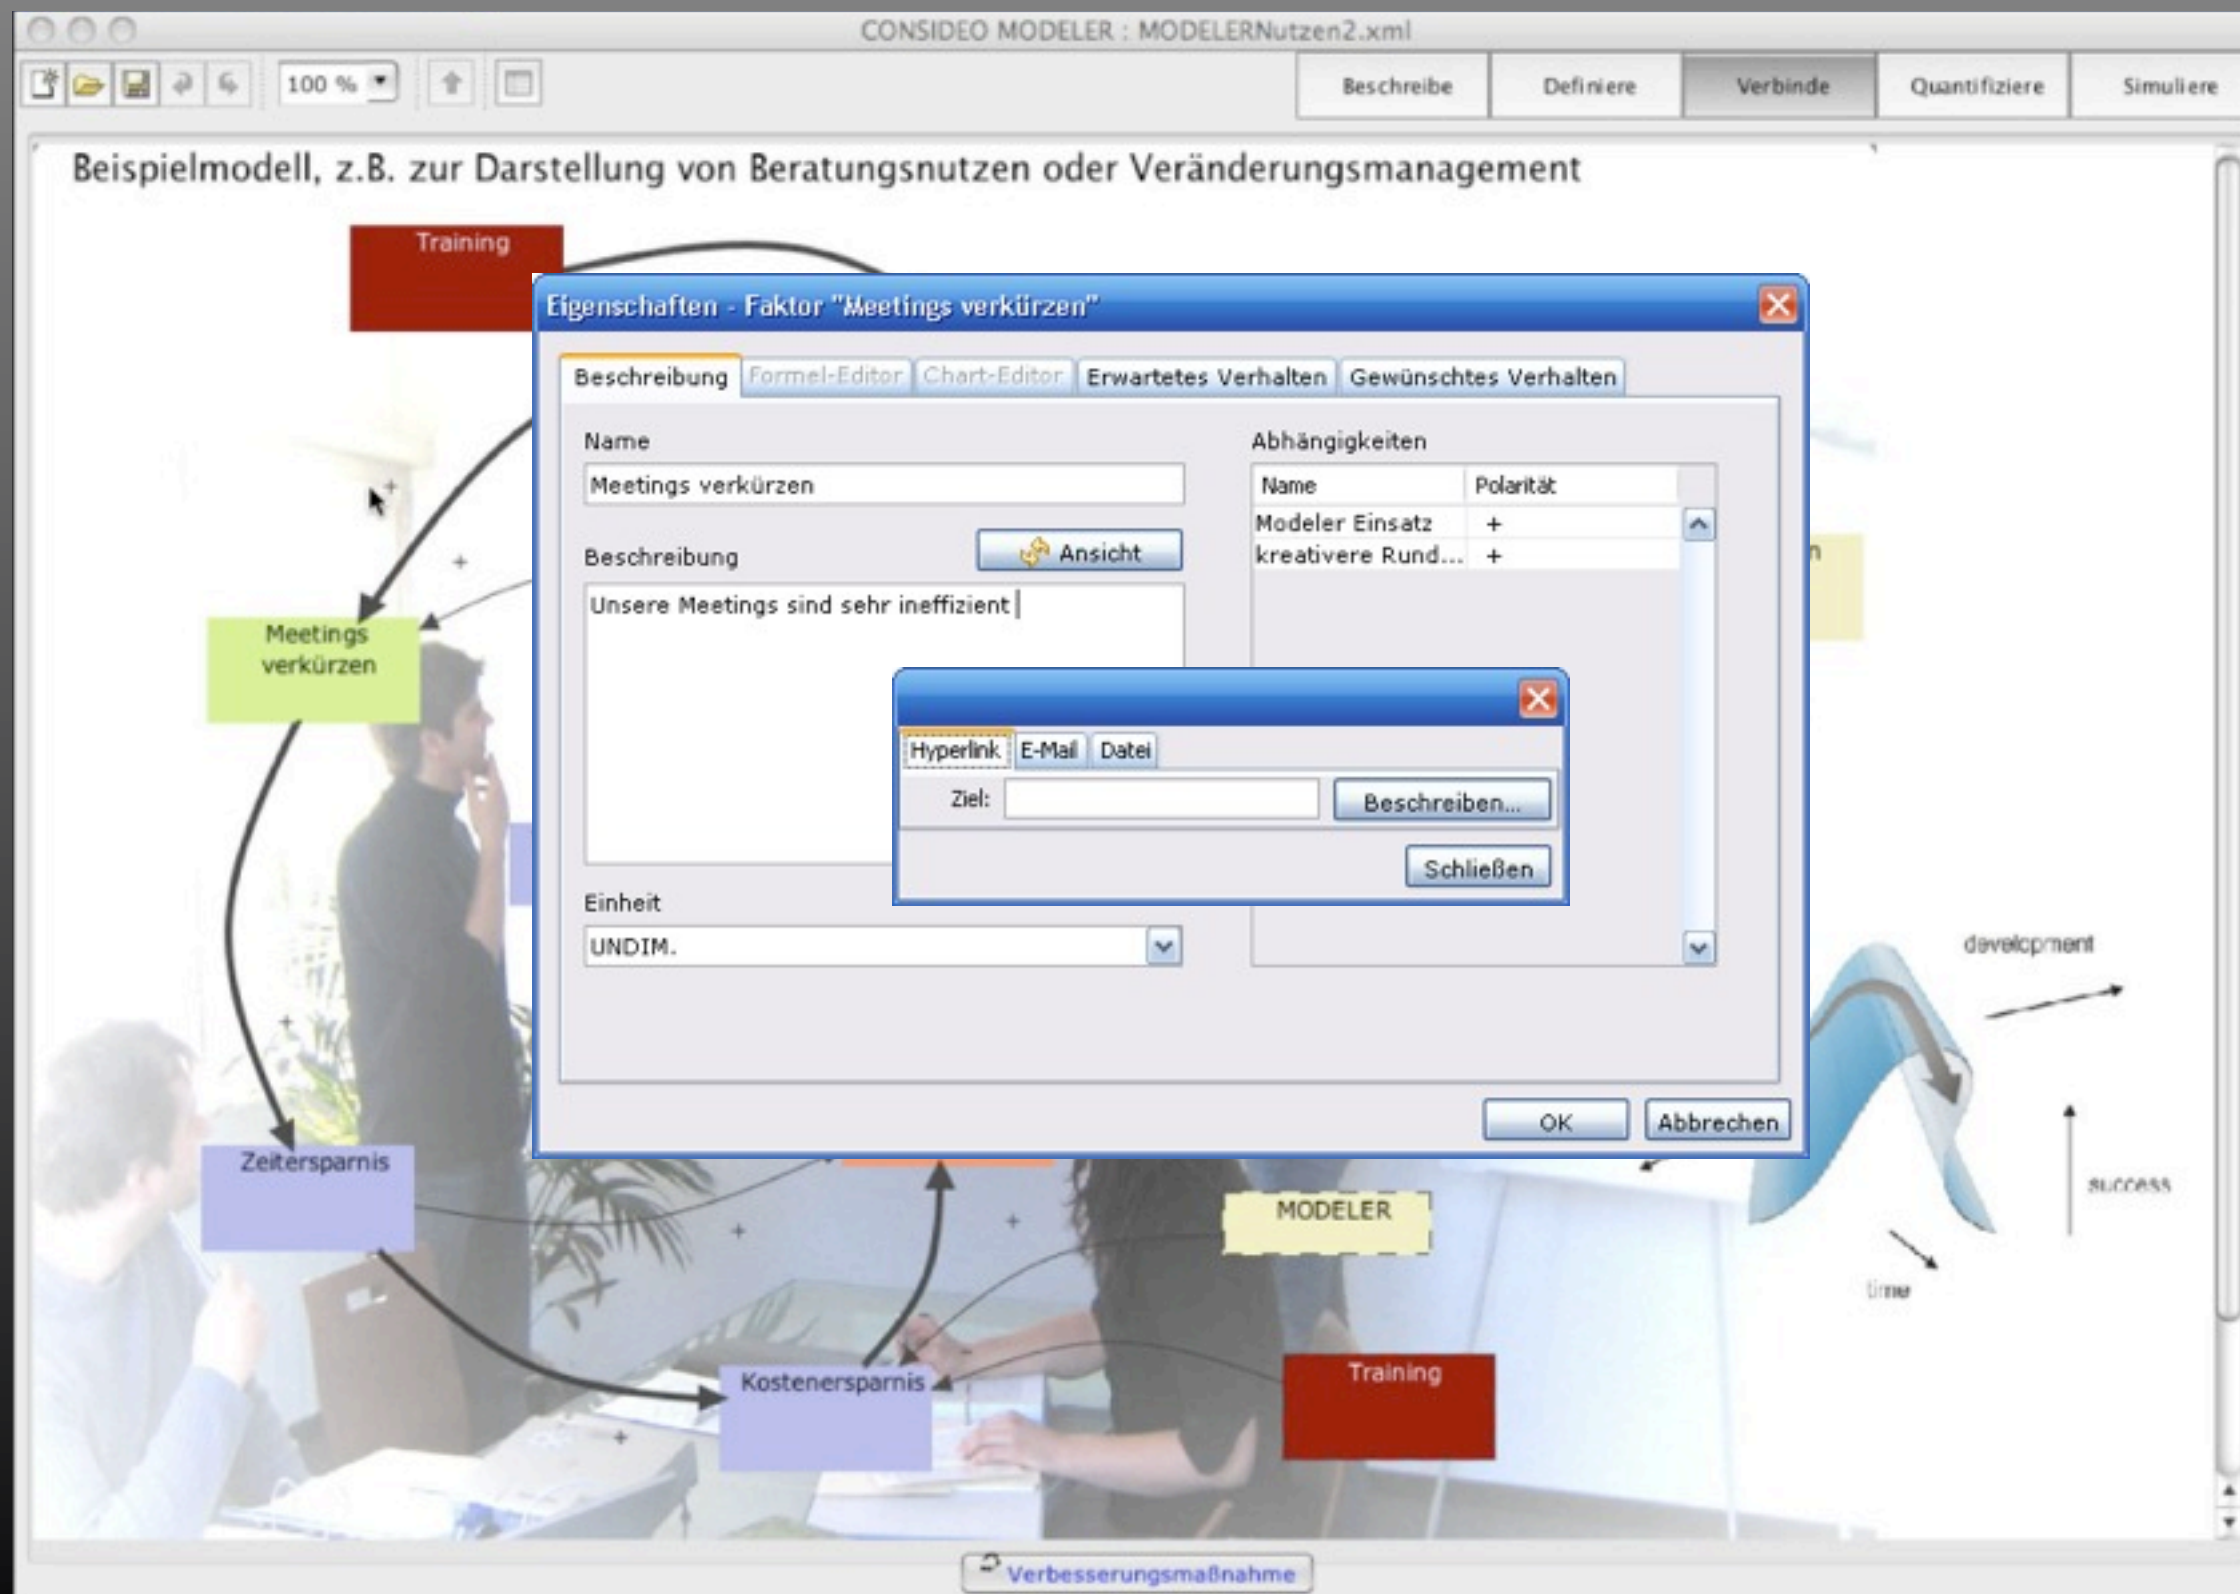 CONSIDEO MODELER : MODELERNutzen2.xml
100 %
Beschreibe
Definiere
Verbinde
Quantifiziere
Simuliere
Beispielmodell, z.B. zur Darstellung von Beratungsnutzen oder Veränderungsmanagement
Training
Eigenschaften - Faktor "Meetings verkürzen"
Beschreibung
Formel-Editor
Chart-Editor
Erwartetes Verhalten
Gewünschtes Verhalten
Name
Meetings verkürzen
Beschreibung
Ansicht
Unsere Meetings sind sehr ineffizient
Einheit
UNDIM.
Abhängigkeiten
Name Polarität
Modeler Einsatz +
kreativere Rund... +
Hyperlink
E-Mail
Datei
Ziel:
Beschreiben...
Schließen
OK
Abbrechen
+
+
Meetings
verkürzen
n
+
Zeitersparnis
+
+
MODELER
Kostenersparnis
+
Training
development
success
time
Verbesserungsmaßnahme